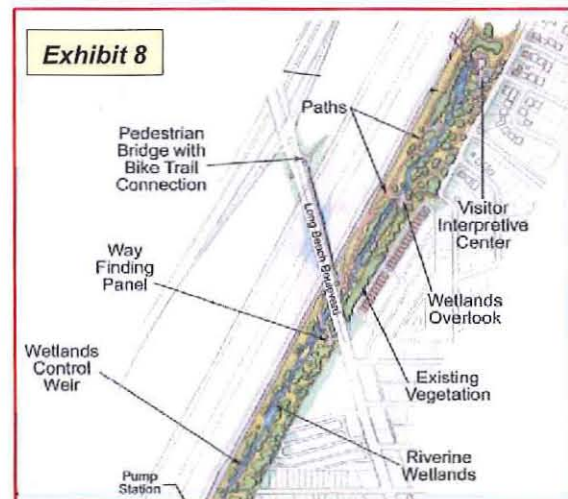 Exhibit 8
Paths
Pedestrian
Bridge with
Bike Trail
Connection
Long Beach Boulevard
Visitor
Interpretive
Center
Way
Finding
Panel
Wetlands
Overlook
Wetlands
Control
Weir
Existing
Vegetation
Riverine
Wetlands
Pump
Station